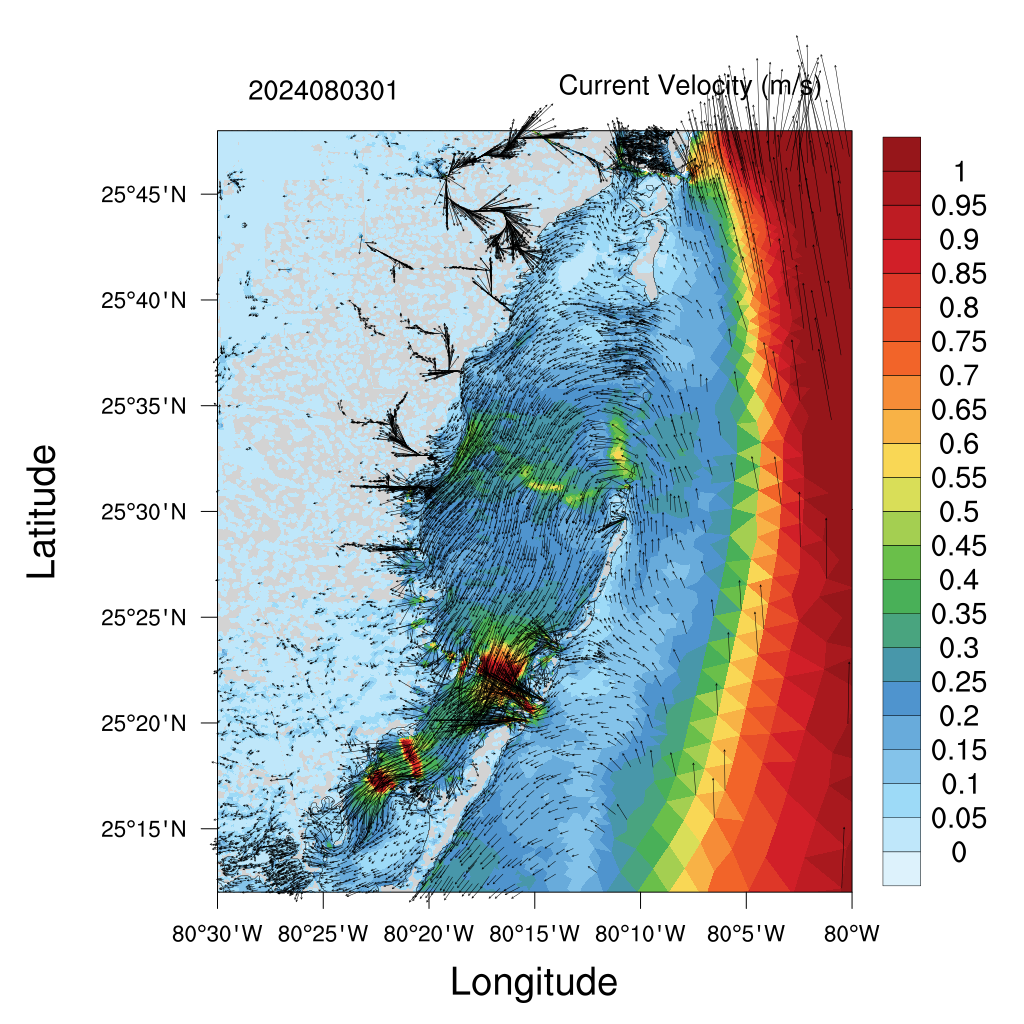 2024080301
Current Velocity (m/s)
Latitude
25°45'N
25°40'N
25°35'N
25°30'N
25°25'N
25°20'N
25°15'N
80°30'W 80°25'W 80°20'W 80°15'W 80°10'W 80°5'W 80°W
Longitude
1
0.95
0.9
0.85
0.8
0.75
0.7
0.65
0.6
0.55
0.5
0.45
0.4
0.35
0.3
0.25
0.2
0.15
0.1
0.05
0